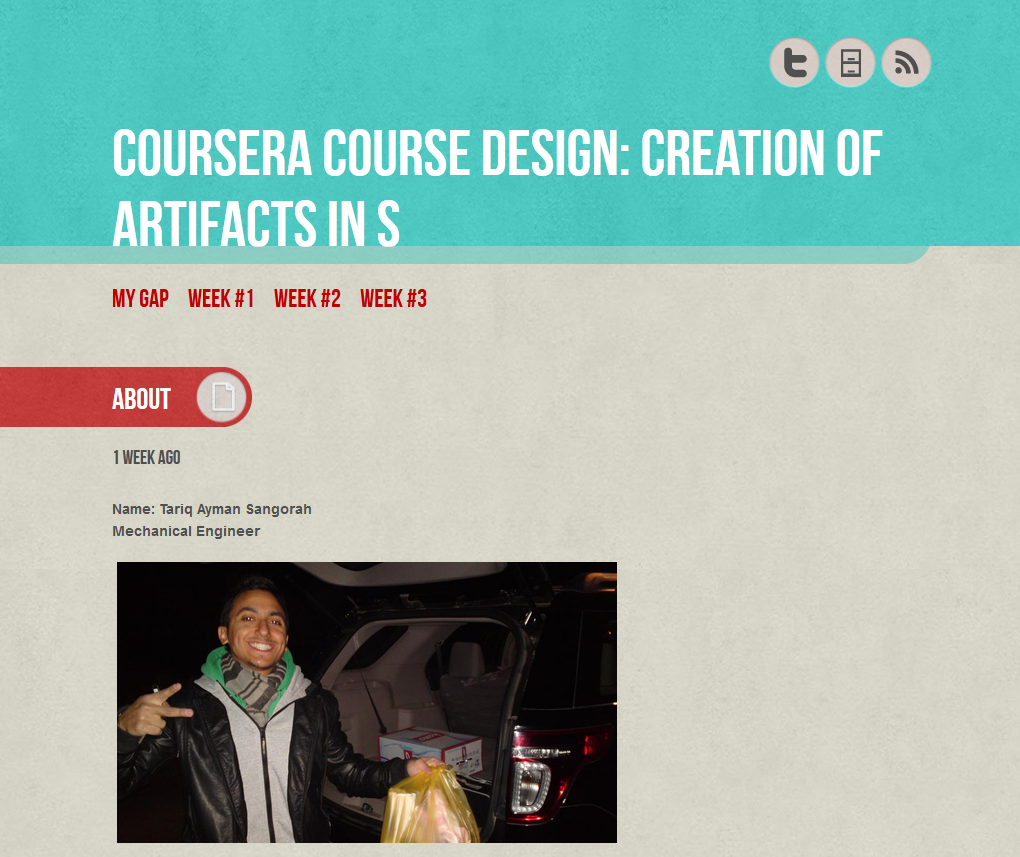 COURSERA COURSE DESIGN: CREATION OF
ARTIFACTS IN S
MY GAP WEEK #1 WEEK #2 WEEK #3
ABOUT
1 WEEK AGO
Name: Tariq Ayman Sangorah
Mechanical Engineer